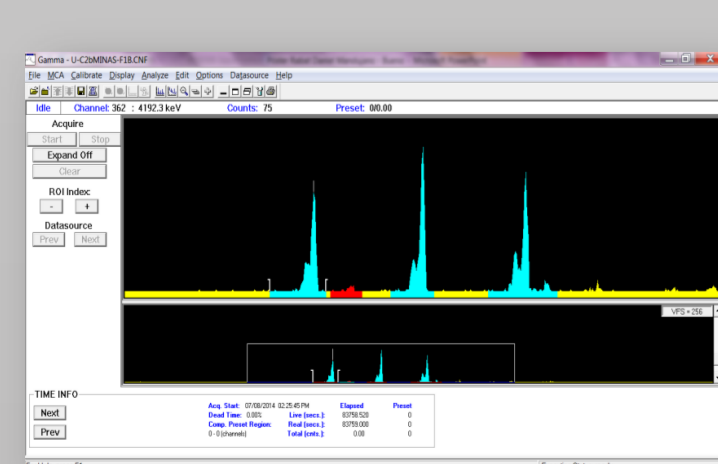 Gamma - U-C2bMINAS-F1B.CNF
File MCA Calibrate Display Analyze Edit Options Datasource Help
Idle Channel: 362 : 4192.3 keV Counts: 75 Preset: 0/0.00
Acquire
Start Stop
Expand Off
Clear
ROI Index:
- +
Datasource
Prev Next
VFS = 256
TIME INFO
Next
Prev
Acq. Start: 07/08/2014 02:25:45 PM Elapsed Preset
Dead Time: 0.00% Live (secs.): 83758.520 0
Comp. Preset Region: Real (secs.): 83759.000 0
0 - 0 (channels) Total (cnts.): 0.00 0